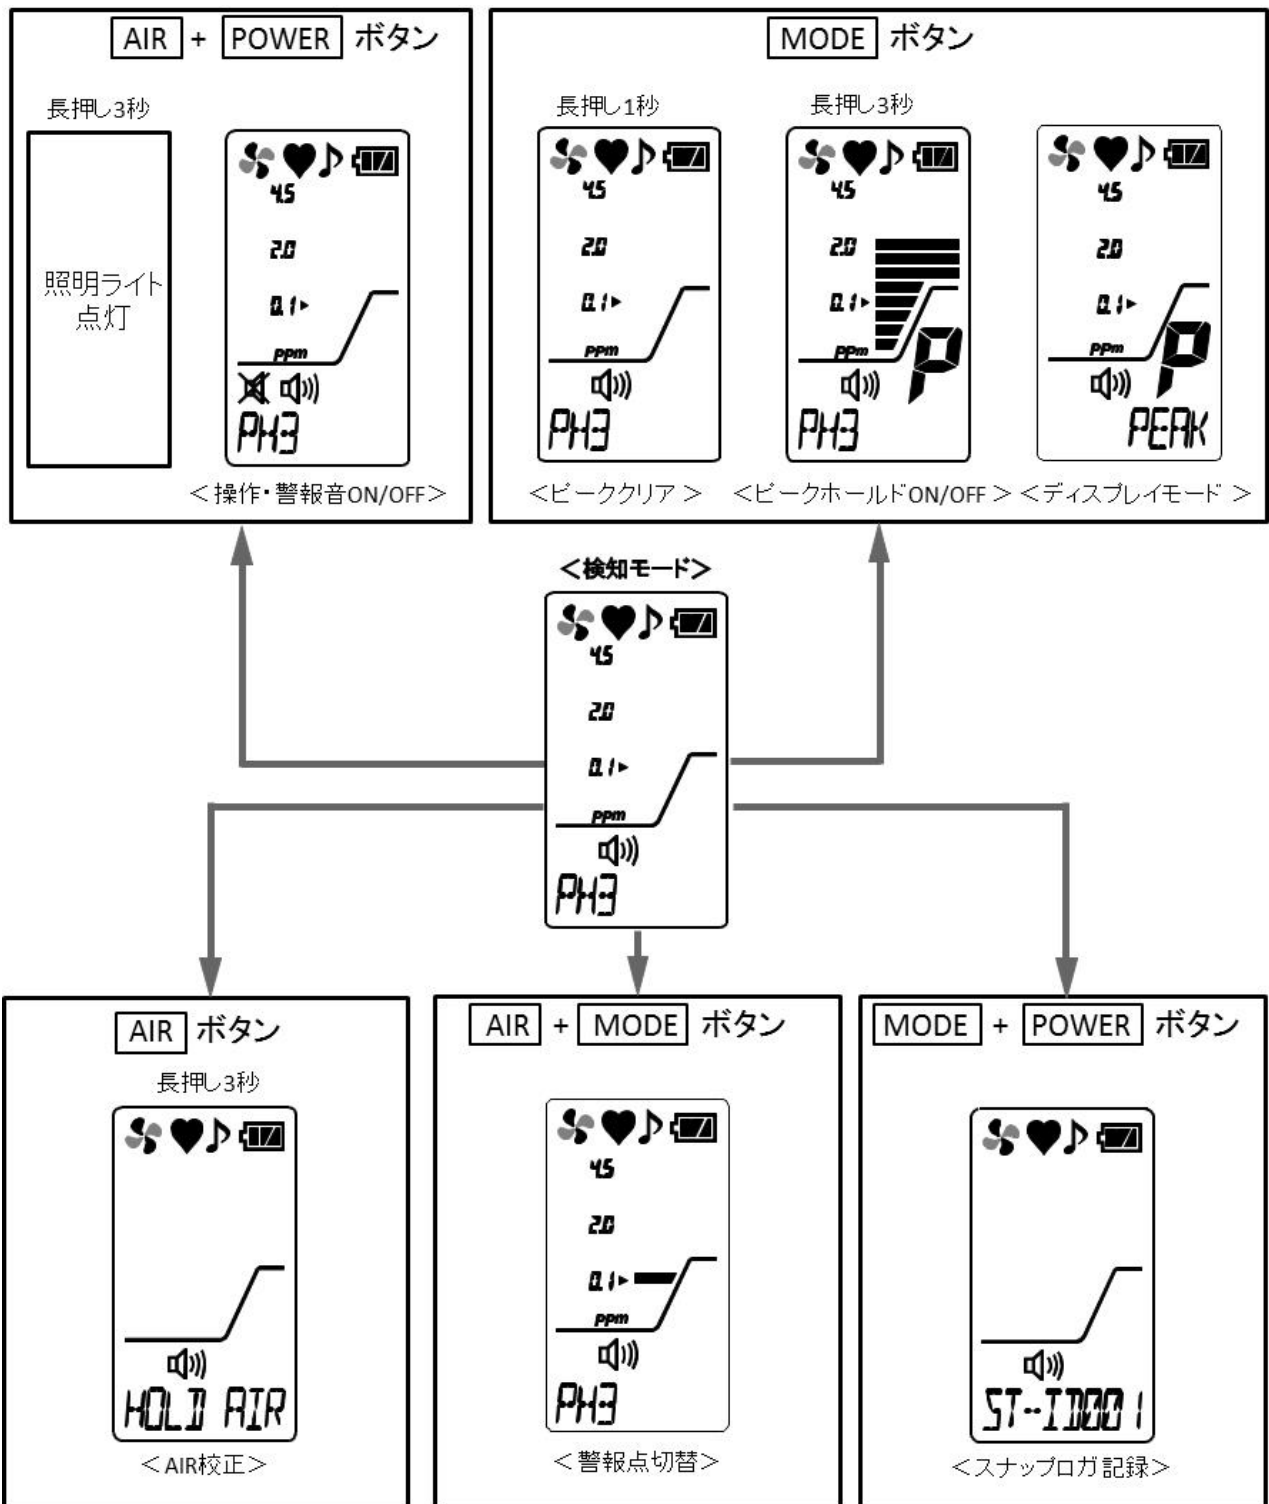 AIR + POWER ボタン
長押し3秒
照明ライト
点灯
4.5
2.0
0.1
ppm
PH3
＜操作・警報音ON/OFF＞
MODE ボタン
長押し1秒
4.5
2.0
0.1
ppm
PH3
＜ピーククリア＞
長押し3秒
4.5
2.0
0.1
ppm
P
PH3
＜ピークホールドON/OFF＞
4.5
2.0
0.1
ppm
P
PEAK
＜ディスプレイモード＞
＜検知モード＞
4.5
2.0
0.1
ppm
PH3
AIR ボタン
長押し3秒
HOLD AIR
＜AIR校正＞
AIR + MODE ボタン
4.5
2.0
0.1
ppm
PH3
＜警報点切替＞
MODE + POWER ボタン
ST-ID001
＜スナップロガ記録＞